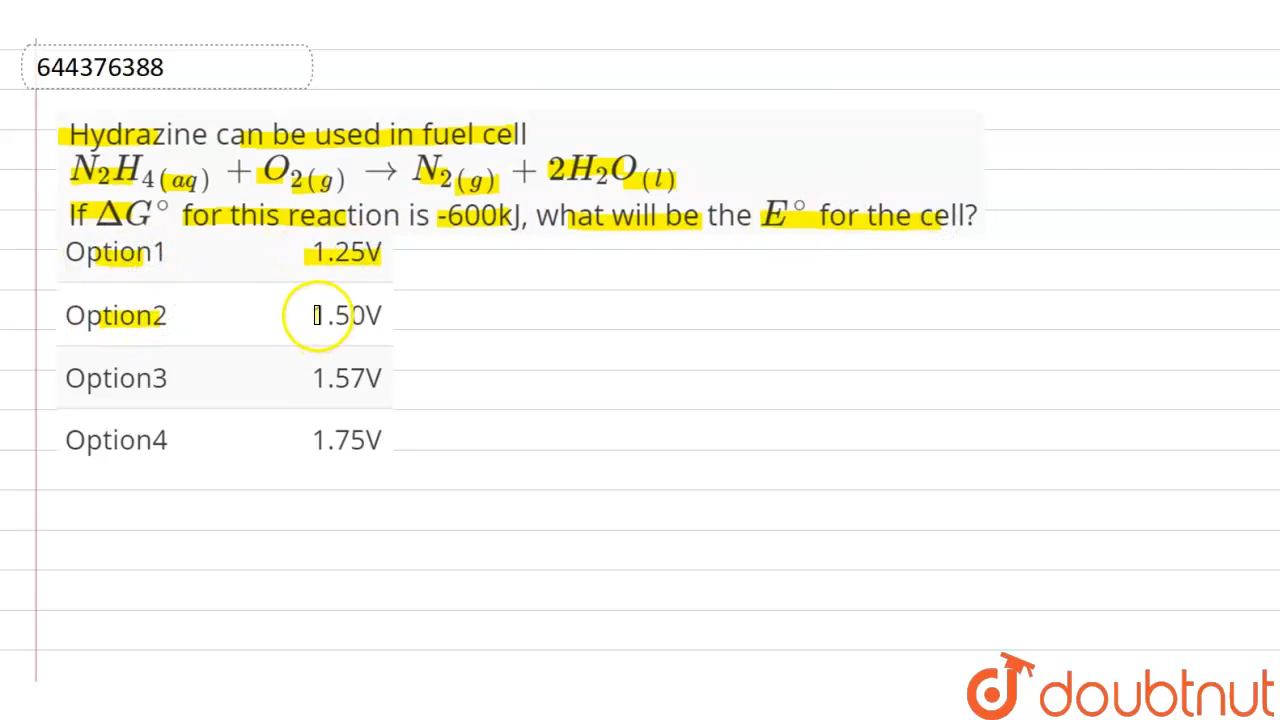 644376388
Hydrazine can be used in fuel cell
N₂H₄(aq) + O₂(g) → N₂(g) + 2H₂O(l)
If ΔG° for this reaction is -600kJ, what will be the E° for the cell?
Option1 1.25V
Option2 1.50V
Option3 1.57V
Option4 1.75V
doubtnut